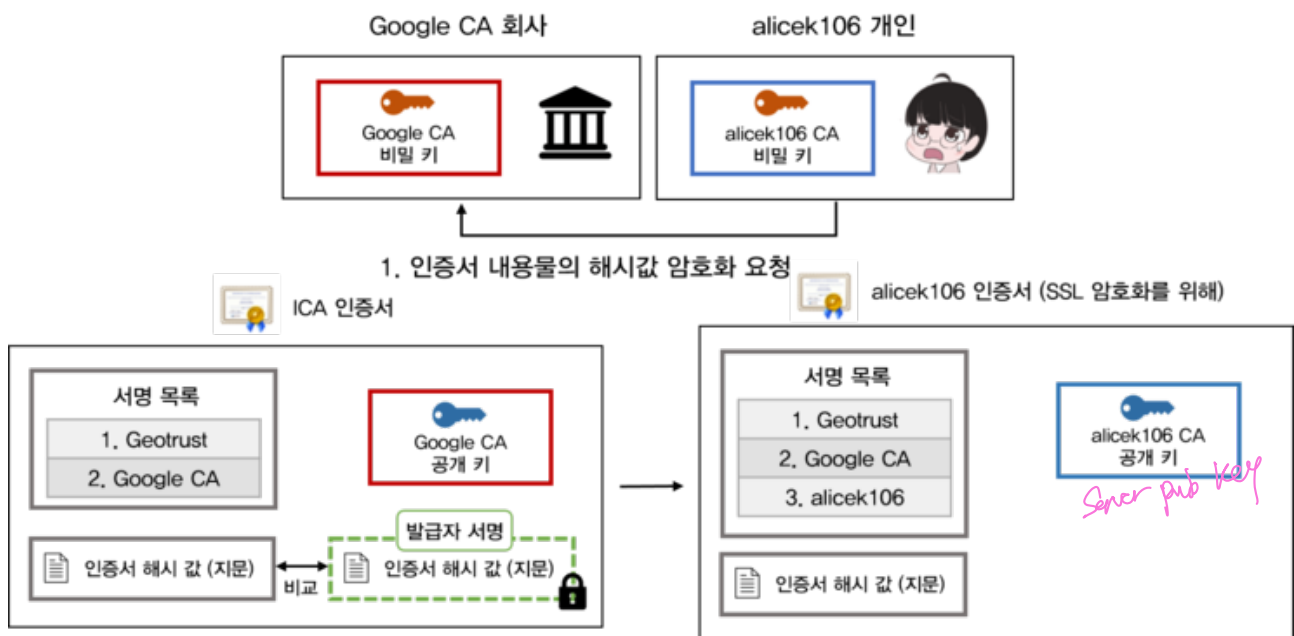 Google CA 회사
alicek106 개인
Google CA
비밀 키
alicek106 CA
비밀 키
1. 인증서 내용물의 해시값 암호화 요청
ICA 인증서
alicek106 인증서 (SSL 암호화를 위해)
서명 목록
1. Geotrust
2. Google CA
Google CA
공개 키
발급자 서명
인증서 해시 값 (지문)
비교
인증서 해시 값 (지문)
서명 목록
1. Geotrust
2. Google CA
3. alicek106
alicek106 CA
공개 키
pub key
인증서 해시 값 (지문)